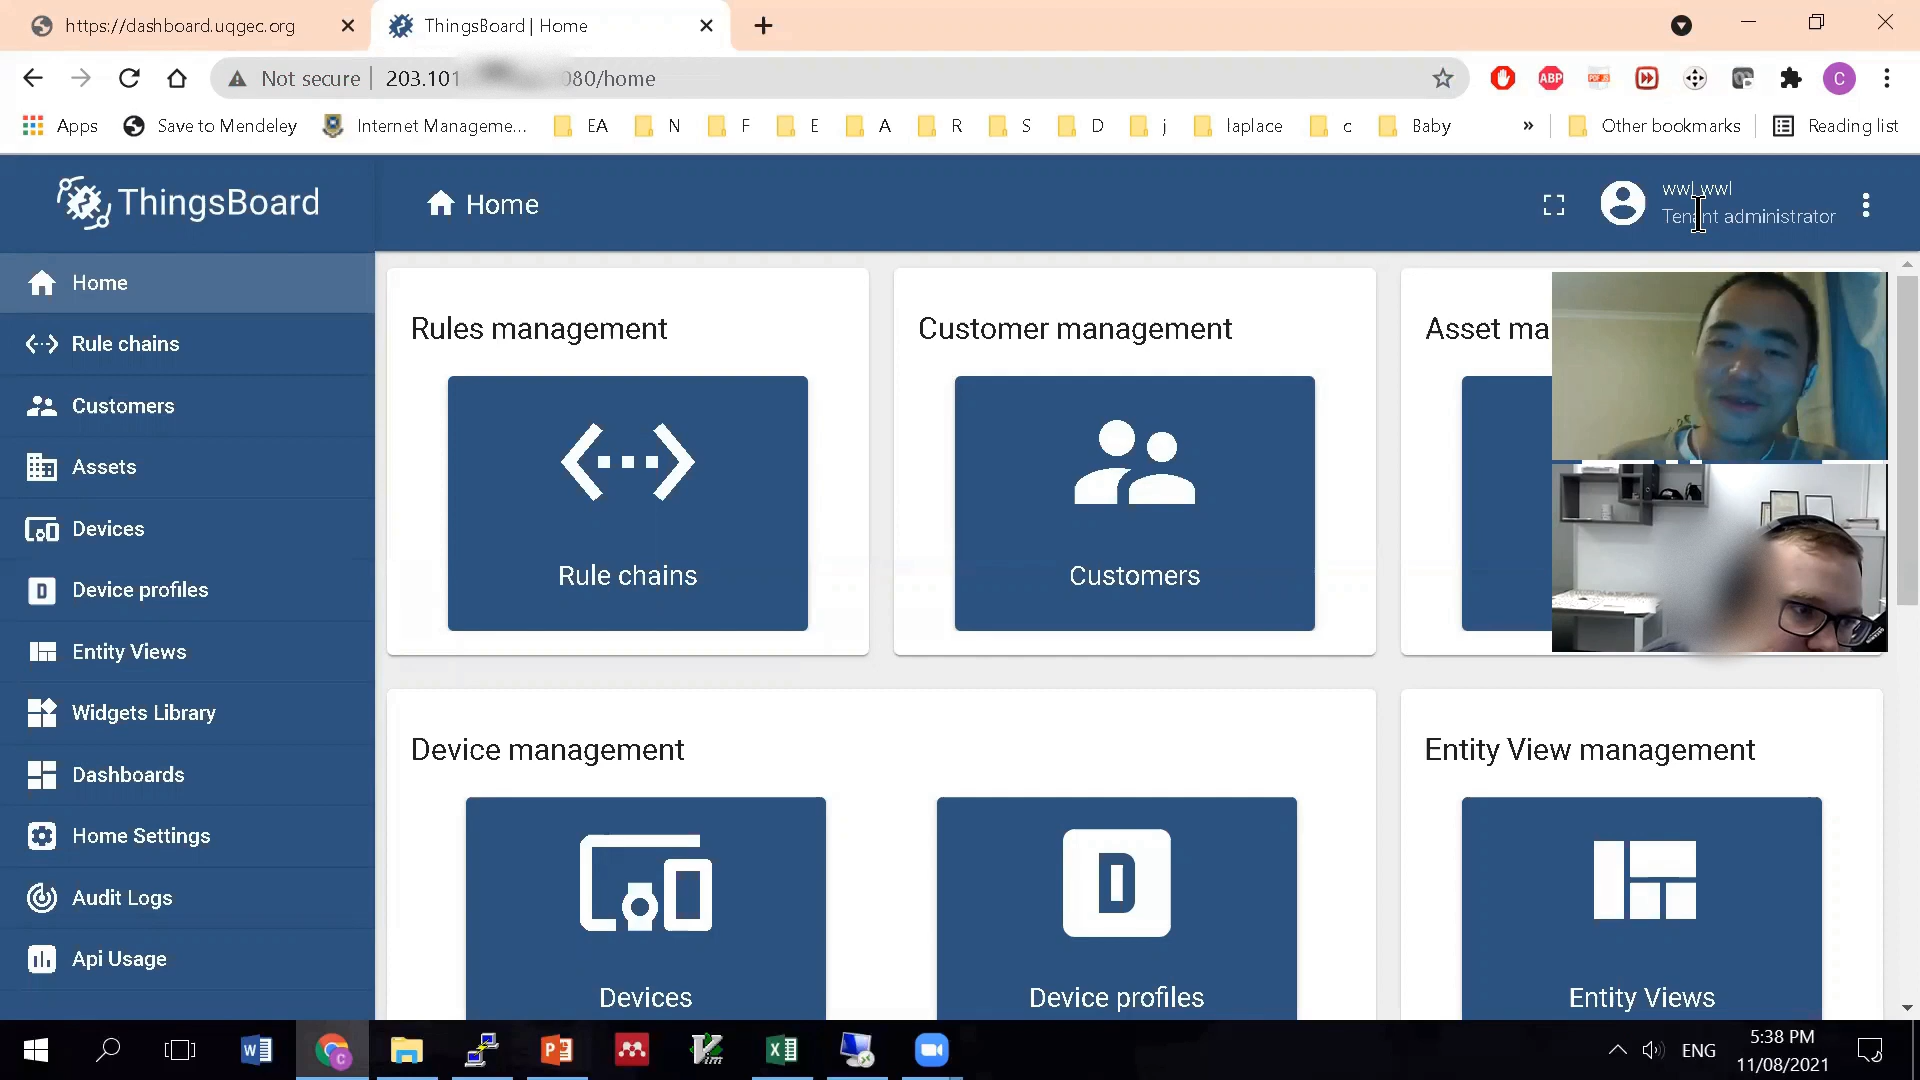 https://dashboard.uqgec.org
ThingsBoard | Home
Not secure
203.101
080/home
ABP
C
Apps
Save to Mendeley
Internet Manageme...
EA
N
F
E
A
R
S
D
j
laplace
c
Baby
»
Other bookmarks
Reading list
ThingsBoard
Home
wwl wwl
Tenant administrator
Home
Rule chains
Customers
Assets
Devices
Device profiles
Entity Views
Widgets Library
Dashboards
Home Settings
Audit Logs
Api Usage
Rules management
Rule chains
Customer management
Customers
Asset ma
Device management
Devices
D
Device profiles
Entity View management
Entity Views
ENG
5:38 PM
11/08/2021